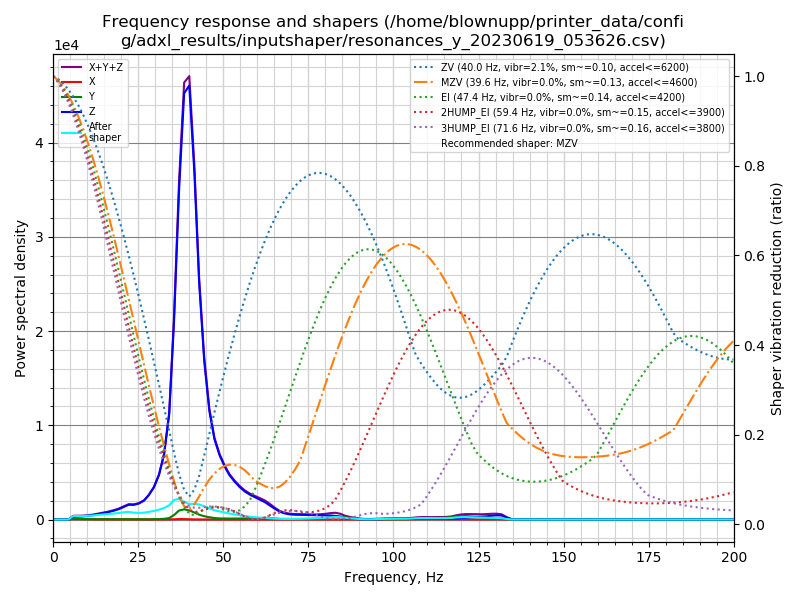 Frequency response and shapers (/home/blownupp/printer_data/confi
g/adxl_results/inputshaper/resonances_y_20230619_053626.csv)
1e4
X+Y+Z
X
Y
Z
After
shaper
ZV (40.0 Hz, vibr=2.1%, sm~=0.10, accel<=6200)
MZV (39.6 Hz, vibr=0.0%, sm~=0.13, accel<=4600)
EI (47.4 Hz, vibr=0.0%, sm~=0.14, accel<=4200)
2HUMP_EI (59.4 Hz, vibr=0.0%, sm~=0.15, accel<=3900)
3HUMP_EI (71.6 Hz, vibr=0.0%, sm~=0.16, accel<=3800)
Recommended shaper: MZV
Power spectral density
4
3
2
1
0
1.0
0.8
0.6
0.4
0.2
0.0
Shaper vibration reduction (ratio)
0 25 50 75 100 125 150 175 200
Frequency, Hz